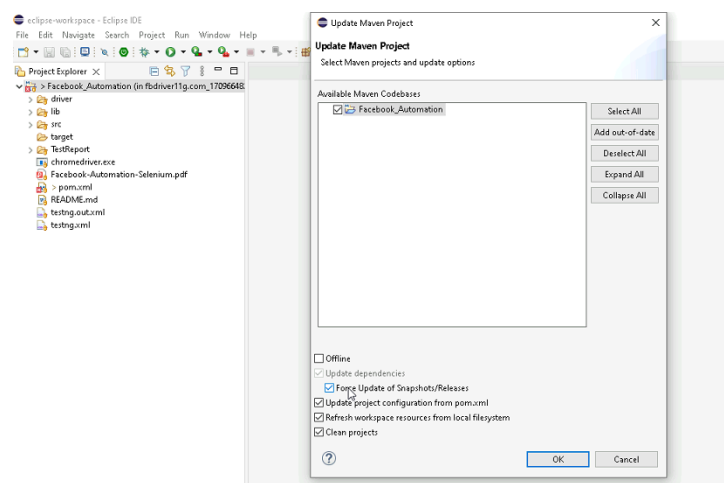 eclipse-workspace - Eclipse IDE
File Edit Navigate Search Project Run Window Help
Project Explorer
> Facebook_Automation (in fbdriver11g.com_17096648
driver
lib
src
target
TestReport
chromedriver.exe
Facebook-Automation-Selenium.pdf
> pom.xml
README.md
testng.out.xml
testng.xml
Update Maven Project
Update Maven Project
Select Maven projects and update options
Available Maven Codebases
Facebook_Automation
Select All
Add out-of-date
Deselect All
Expand All
Collapse All
Offline
Update dependencies
Force Update of Snapshots/Releases
Update project configuration from pom.xml
Refresh workspace resources from local filesystem
Clean projects
OK Cancel